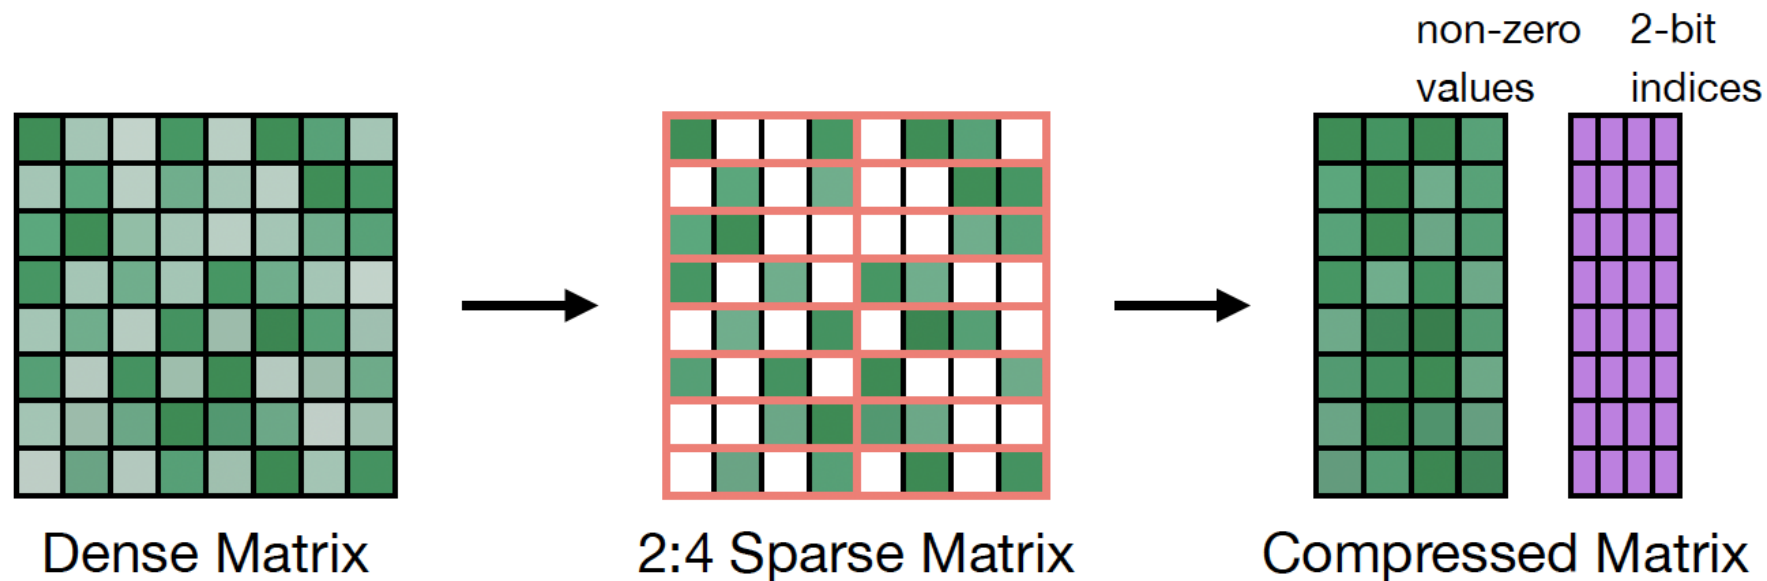 non-zero
values
2-bit
indices
Dense Matrix
2:4 Sparse Matrix
Compressed Matrix